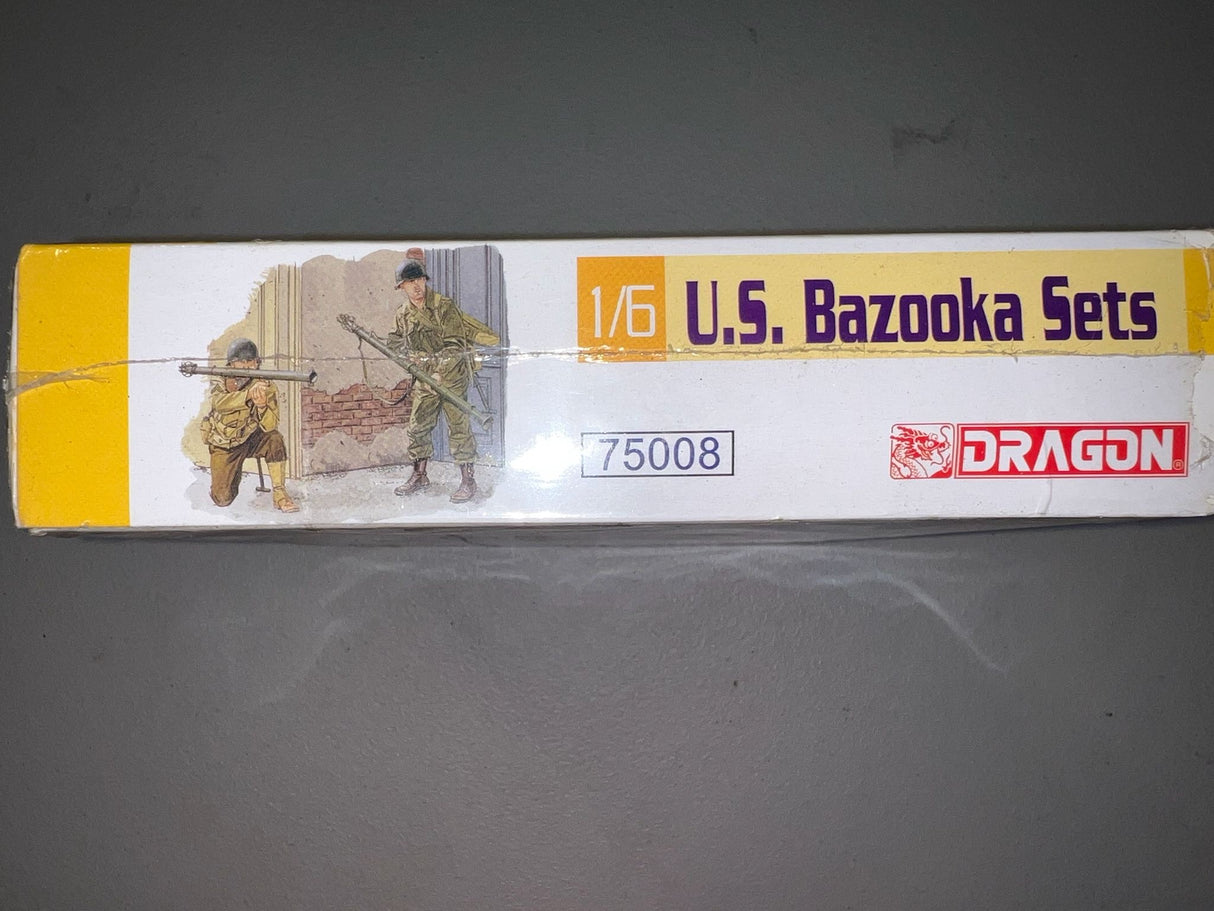 1/6 U.S. Bazooka Sets
75008
DRAGON®